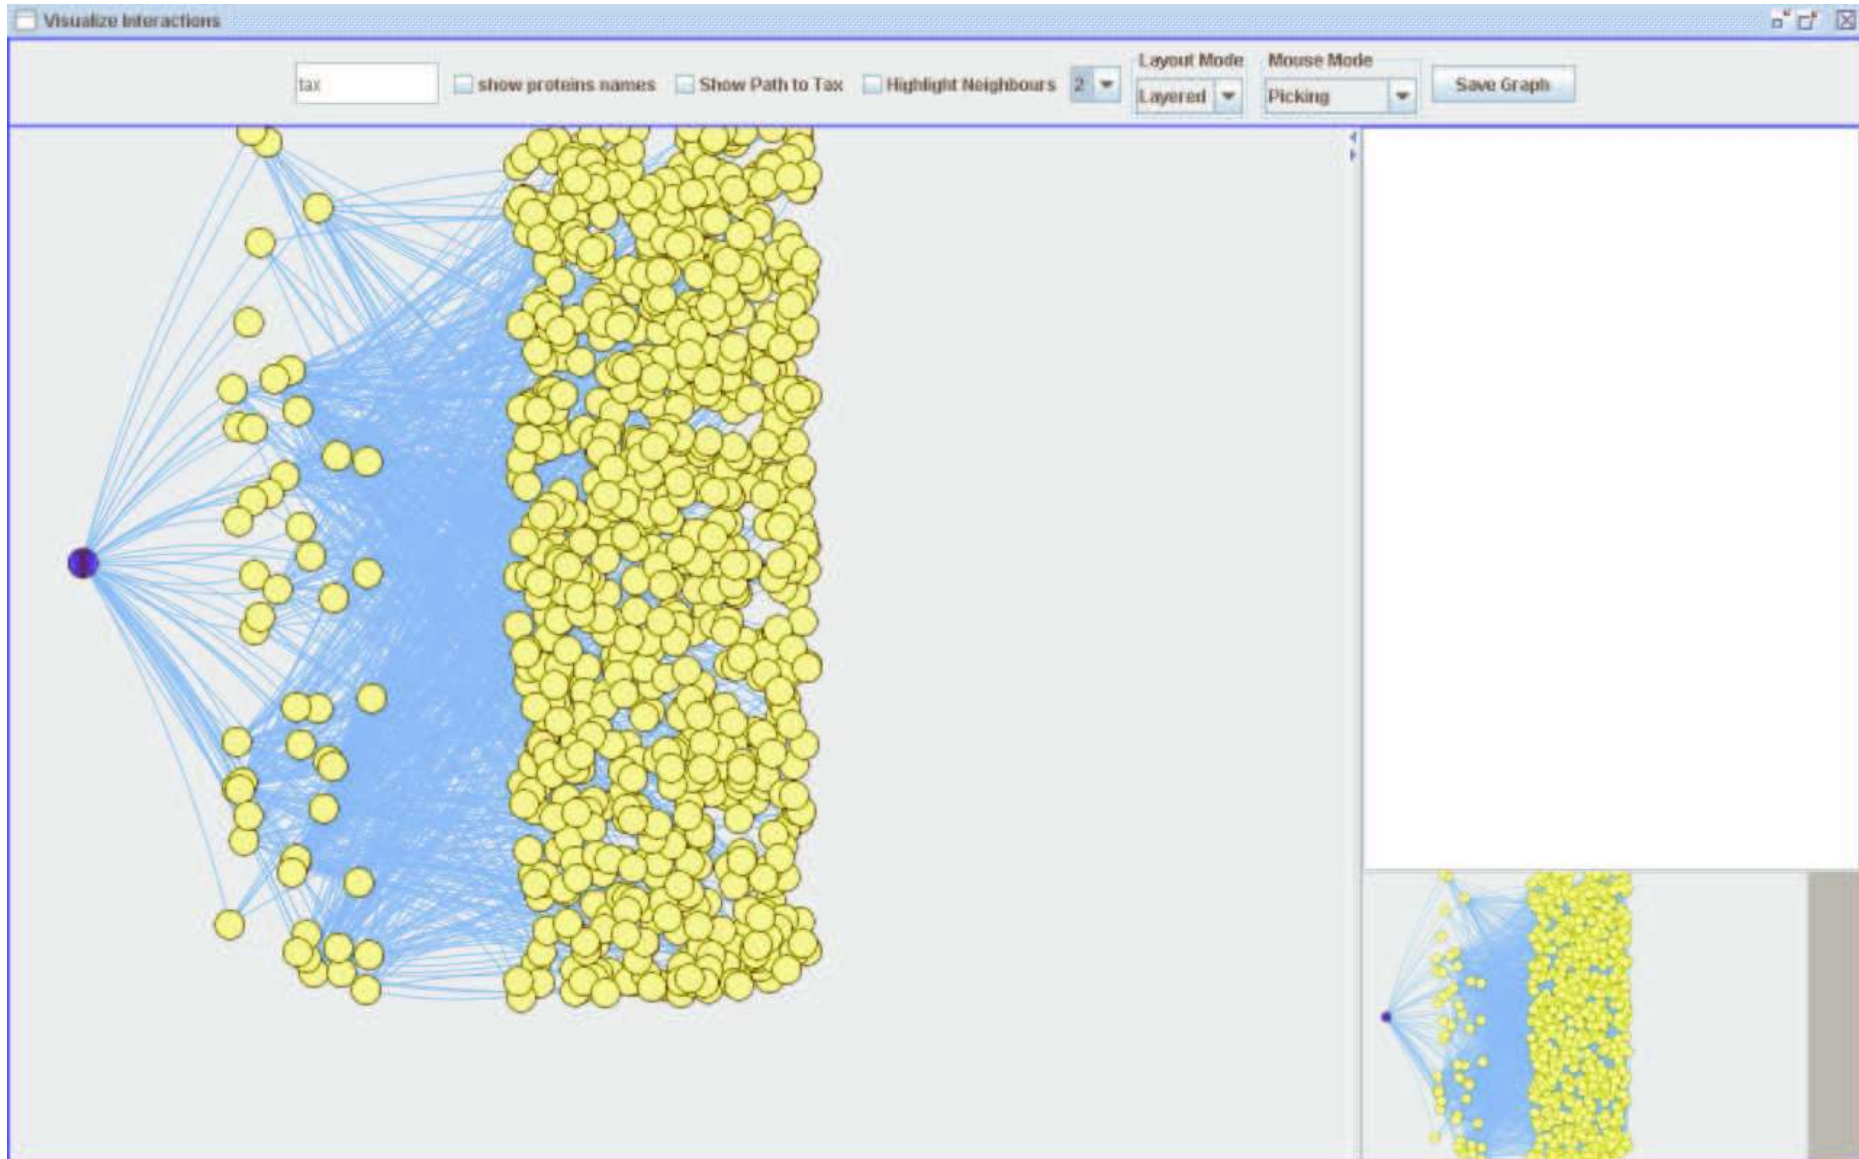 Visualize Interactions
Layout Mode Mouse Mode
tax show proteins names Show Path to Tax Highlight Neighbours 2 Layered Picking Save Graph